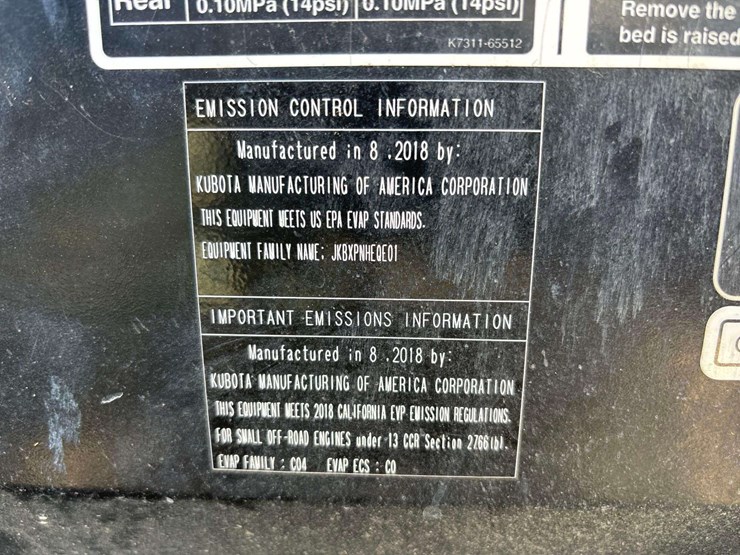 Rear 0.10MPa (14psi) 0.10MPa (14psi)
K7311-65512
Remove the
bed is raised
EMISSION CONTROL INFORMATION
Manufactured in 8 .2018 by:
KUBOTA MANUFACTURING OF AMERICA CORPORATION
THIS EQUIPMENT MEETS US EPA EVAP STANDARDS.
EQUIPMENT FAMILY NAME: JKBXPNHEQE01
IMPORTANT EMISSIONS INFORMATION
Manufactured in 8 .2018 by:
KUBOTA MANUFACTURING OF AMERICA CORPORATION
THIS EQUIPMENT MEETS 2018 CALIFORNIA EVP EMISSION REGULATIONS.
FOR SMALL OFF-ROAD ENGINES under 13 CCR Section 2766(b).
EVAP FAMILY : C04 EVAP ECS : CO